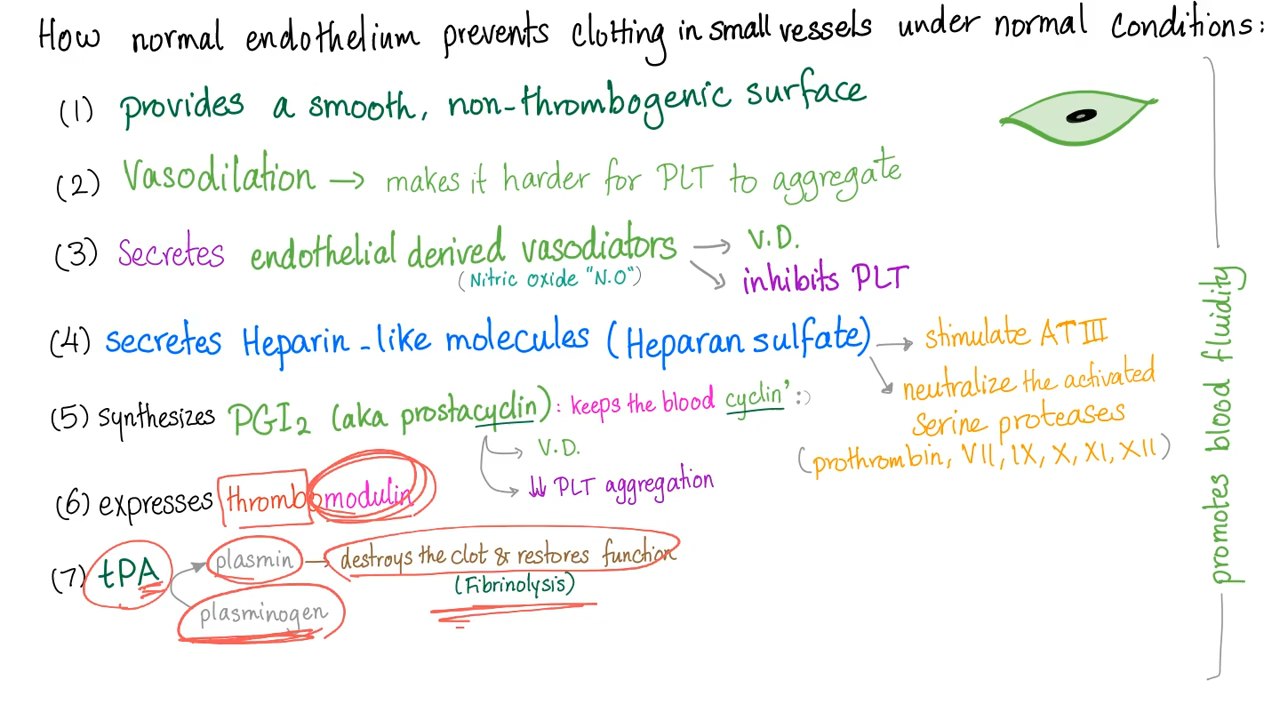 How normal endothelium prevents clotting in small vessels under normal conditions:
(1) provides a smooth, non-thrombogenic surface
(2) Vasodilation → makes it harder for PLT to aggregate
(3) Secretes endothelial derived vasodiators → V.D.
(Nitric oxide "N.O") → inhibits PLT
(4) secretes Heparin-like molecules (Heparan sulfate) → stimulate AT III
→ neutralize the activated
Serine proteases
(prothrombin, VII, IX, X, XI, XII)
(5) synthesizes PGI₂ (aka prostacyclin): keeps the blood cyclin' :)
→ V.D.
→ ↓↓ PLT aggregation
(6) expresses thrombomodulin
(7) tPA plasmin → destroys the clot & restores function
(Fibrinolysis)
plasminogen
promotes blood fluidity